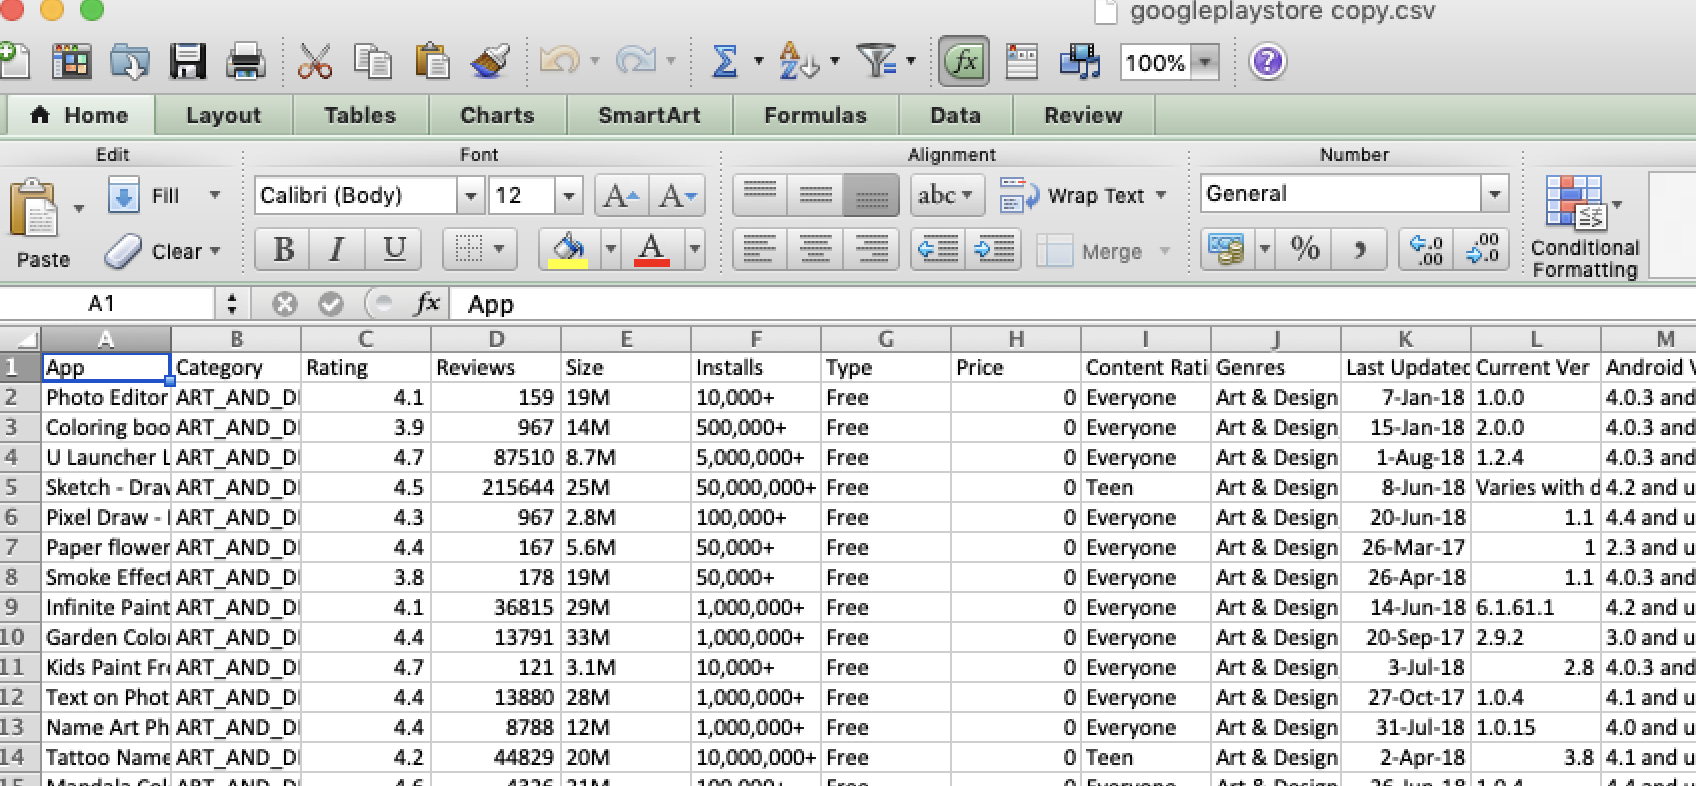 googleplaystore copy.csv
100%
Home Layout Tables Charts SmartArt Formulas Data Review
Edit Font Alignment Number
Fill Calibri (Body) 12 abc Wrap Text General
Paste Clear B I U A Merge % Conditional Formatting
A1 fx App
A B C D E F G H I J K L M
1 App Category Rating Reviews Size Installs Type Price Content Rati Genres Last Updated Current Ver Android V
2 Photo Editor ART_AND_D 4.1 159 19M 10,000+ Free 0 Everyone Art & Design 7-Jan-18 1.0.0 4.0.3 and
3 Coloring boo ART_AND_D 3.9 967 14M 500,000+ Free 0 Everyone Art & Design 15-Jan-18 2.0.0 4.0.3 and
4 U Launcher L ART_AND_D 4.7 87510 8.7M 5,000,000+ Free 0 Everyone Art & Design 1-Aug-18 1.2.4 4.0.3 and
5 Sketch - Drav ART_AND_D 4.5 215644 25M 50,000,000+ Free 0 Teen Art & Design 8-Jun-18 Varies with d 4.2 and u
6 Pixel Draw - ART_AND_D 4.3 967 2.8M 100,000+ Free 0 Everyone Art & Design 20-Jun-18 1.1 4.4 and u
7 Paper flower ART_AND_D 4.4 167 5.6M 50,000+ Free 0 Everyone Art & Design 26-Mar-17 1 2.3 and u
8 Smoke Effect ART_AND_D 3.8 178 19M 50,000+ Free 0 Everyone Art & Design 26-Apr-18 1.1 4.0.3 and
9 Infinite Paint ART_AND_D 4.1 36815 29M 1,000,000+ Free 0 Everyone Art & Design 14-Jun-18 6.1.61.1 4.2 and u
10 Garden Color ART_AND_D 4.4 13791 33M 1,000,000+ Free 0 Everyone Art & Design 20-Sep-17 2.9.2 3.0 and u
11 Kids Paint Fr ART_AND_D 4.7 121 3.1M 10,000+ Free 0 Everyone Art & Design 3-Jul-18 2.8 4.0.3 and
12 Text on Phot ART_AND_D 4.4 13880 28M 1,000,000+ Free 0 Everyone Art & Design 27-Oct-17 1.0.4 4.1 and u
13 Name Art Ph ART_AND_D 4.4 8788 12M 1,000,000+ Free 0 Everyone Art & Design 31-Jul-18 1.0.15 4.0 and u
14 Tattoo Name ART_AND_D 4.2 44829 20M 10,000,000+ Free 0 Teen Art & Design 2-Apr-18 3.8 4.1 and u